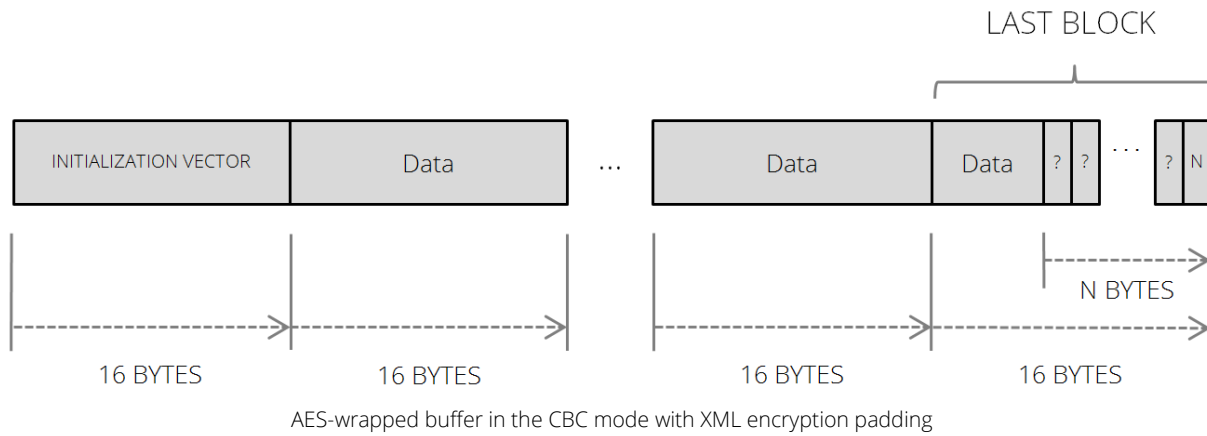 LAST BLOCK
INITIALIZATION VECTOR Data ... Data Data ? ? ... ? N
N BYTES
16 BYTES 16 BYTES 16 BYTES 16 BYTES
AES-wrapped buffer in the CBC mode with XML encryption padding